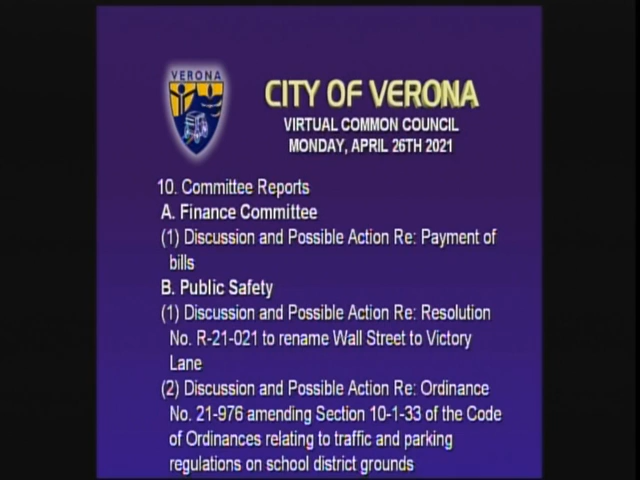 VERONA
CITY OF VERONA
VIRTUAL COMMON COUNCIL
MONDAY, APRIL 26TH 2021
10. Committee Reports
A. Finance Committee
(1) Discussion and Possible Action Re: Payment of
bills
B. Public Safety
(1) Discussion and Possible Action Re: Resolution
No. R-21-021 to rename Wall Street to Victory
Lane
(2) Discussion and Possible Action Re: Ordinance
No. 21-976 amending Section 10-1-33 of the Code
of Ordinances relating to traffic and parking
regulations on school district grounds